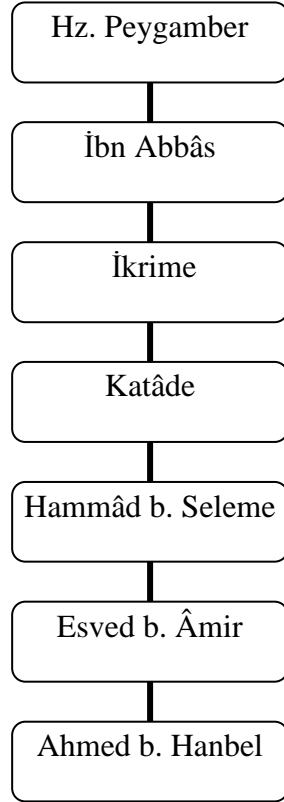 Hz. Peygamber
İbn Abbâs
İkrime
Katâde
Hammâd b. Seleme
Esved b. Âmir
Ahmed b. Hanbel